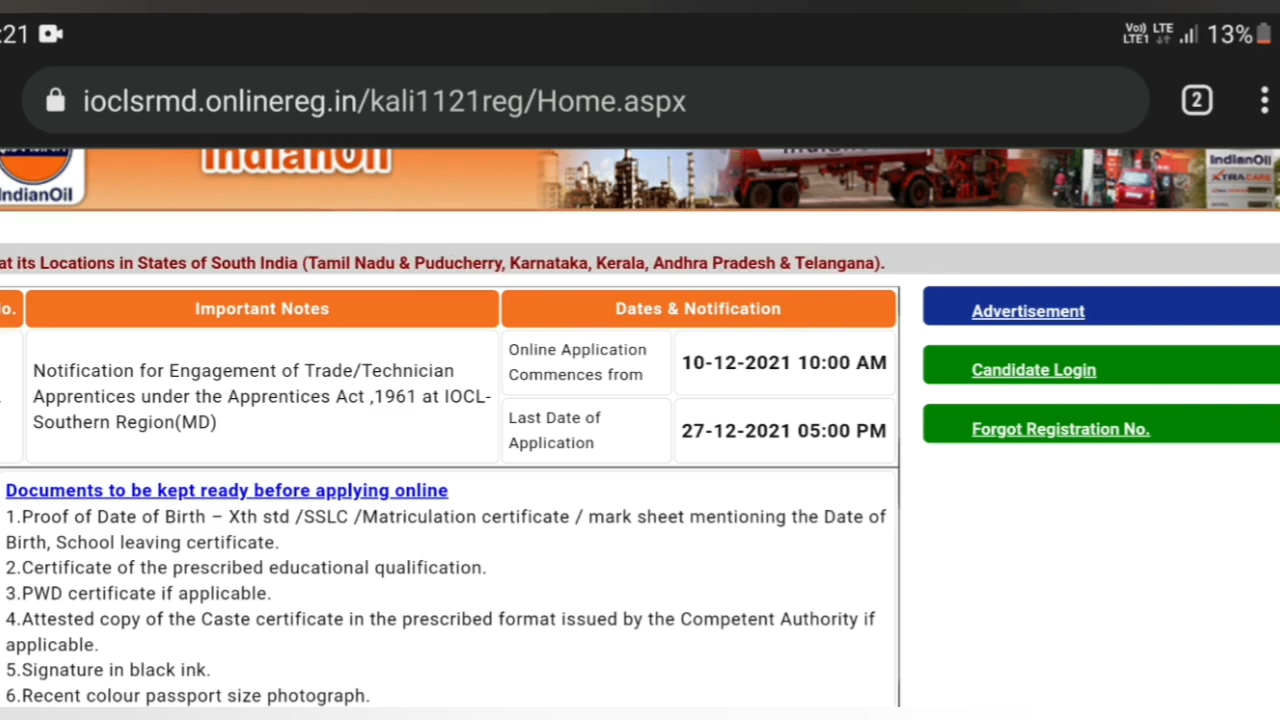 :21
Vo) LTE
LTE1
13%
ioclsrmd.onlinereg.in/kali1121reg/Home.aspx
2
IndianOil
IndianOil
IndianOil
XTRACARE
at its Locations in States of South India (Tamil Nadu & Puducherry, Karnataka, Kerala, Andhra Pradesh & Telangana).
o.
Important Notes
Dates & Notification
Advertisement
Candidate Login
Forgot Registration No.
Notification for Engagement of Trade/Technician
Apprentices under the Apprentices Act ,1961 at IOCL-
Southern Region(MD)
Online Application
Commences from
10-12-2021 10:00 AM
Last Date of
Application
27-12-2021 05:00 PM
Documents to be kept ready before applying online
1.Proof of Date of Birth – Xth std /SSLC /Matriculation certificate / mark sheet mentioning the Date of
Birth, School leaving certificate.
2.Certificate of the prescribed educational qualification.
3.PWD certificate if applicable.
4.Attested copy of the Caste certificate in the prescribed format issued by the Competent Authority if
applicable.
5.Signature in black ink.
6.Recent colour passport size photograph.